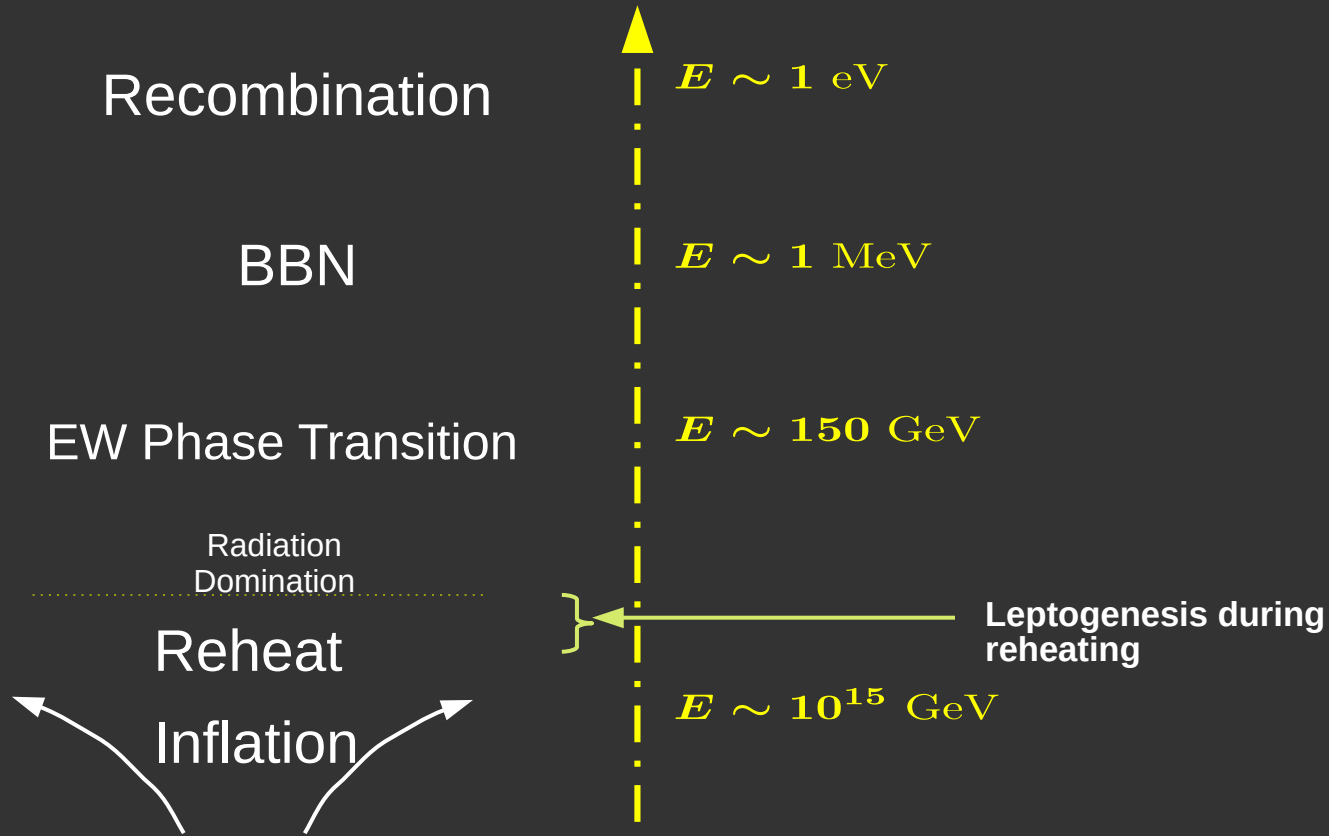 Recombination
E ∼ 1 eV
BBN
E ∼ 1 MeV
EW Phase Transition
E ∼ 150 GeV
Radiation
Domination
Leptogenesis during
reheating
Reheat
E ∼ 10¹⁵ GeV
Inflation